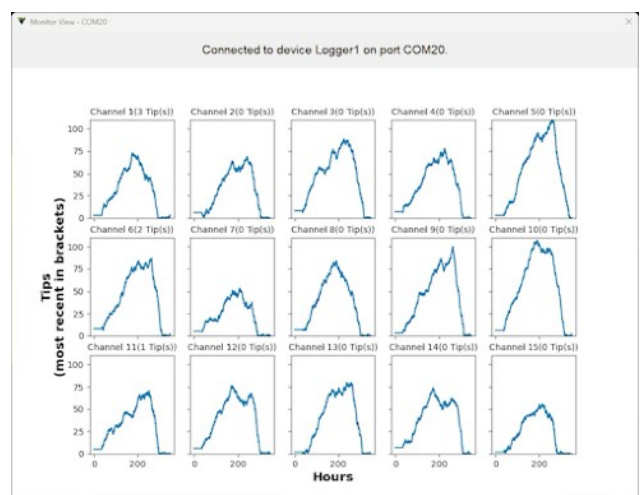 Monitor View - COM20
Connected to device Logger1 on port COM20.
Channel 1(3 Tip(s)) Channel 2(0 Tip(s)) Channel 3(0 Tip(s)) Channel 4(0 Tip(s)) Channel 5(0 Tip(s))
100
75
50
25
0
Channel 6(2 Tip(s)) Channel 7(0 Tip(s)) Channel 8(0 Tip(s)) Channel 9(0 Tip(s)) Channel 10(0 Tip(s))
100
75
50
25
0
Tips
(most recent in brackets)
Channel 11(1 Tip(s)) Channel 12(0 Tip(s)) Channel 13(0 Tip(s)) Channel 14(0 Tip(s)) Channel 15(0 Tip(s))
100
75
50
25
0
0 200 0 200 0 200 0 200 0 200
Hours